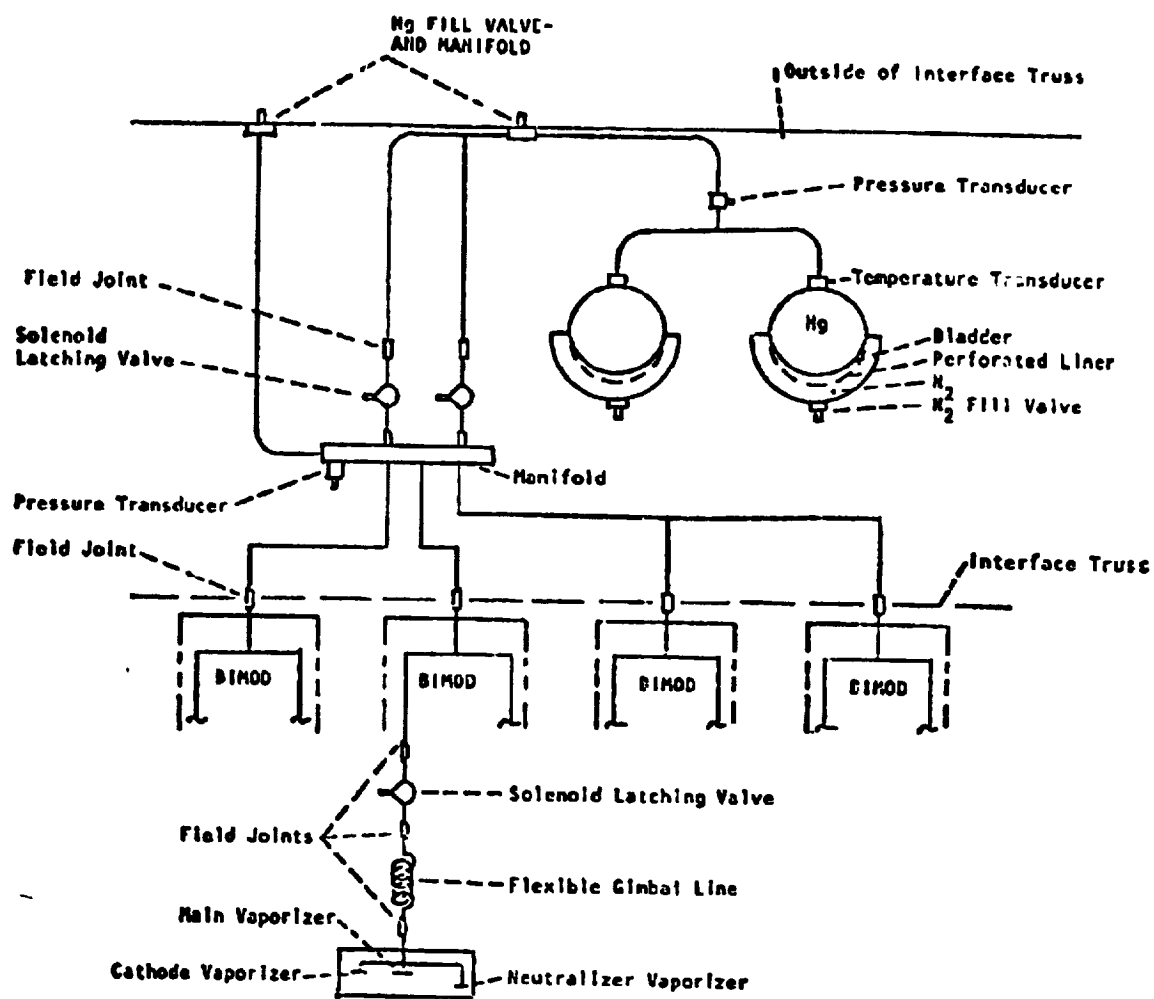 Hg FILL VALVE-
AND MANIFOLD
Outside of Interface Truss
Pressure Transducer
Field Joint
Temperature Transducer
Solenoid
Latching Valve
Hg
Bladder
Perforated Liner
N2
N2 Fill Valve
Manifold
Pressure Transducer
Field Joint
Interface Truss
BIMOD
BIMOD
BIMOD
BIMOD
Solenoid Latching Valve
Field Joints
Flexible Gimbal Line
Main Vaporizer
Cathode Vaporizer
Neutralizer Vaporizer